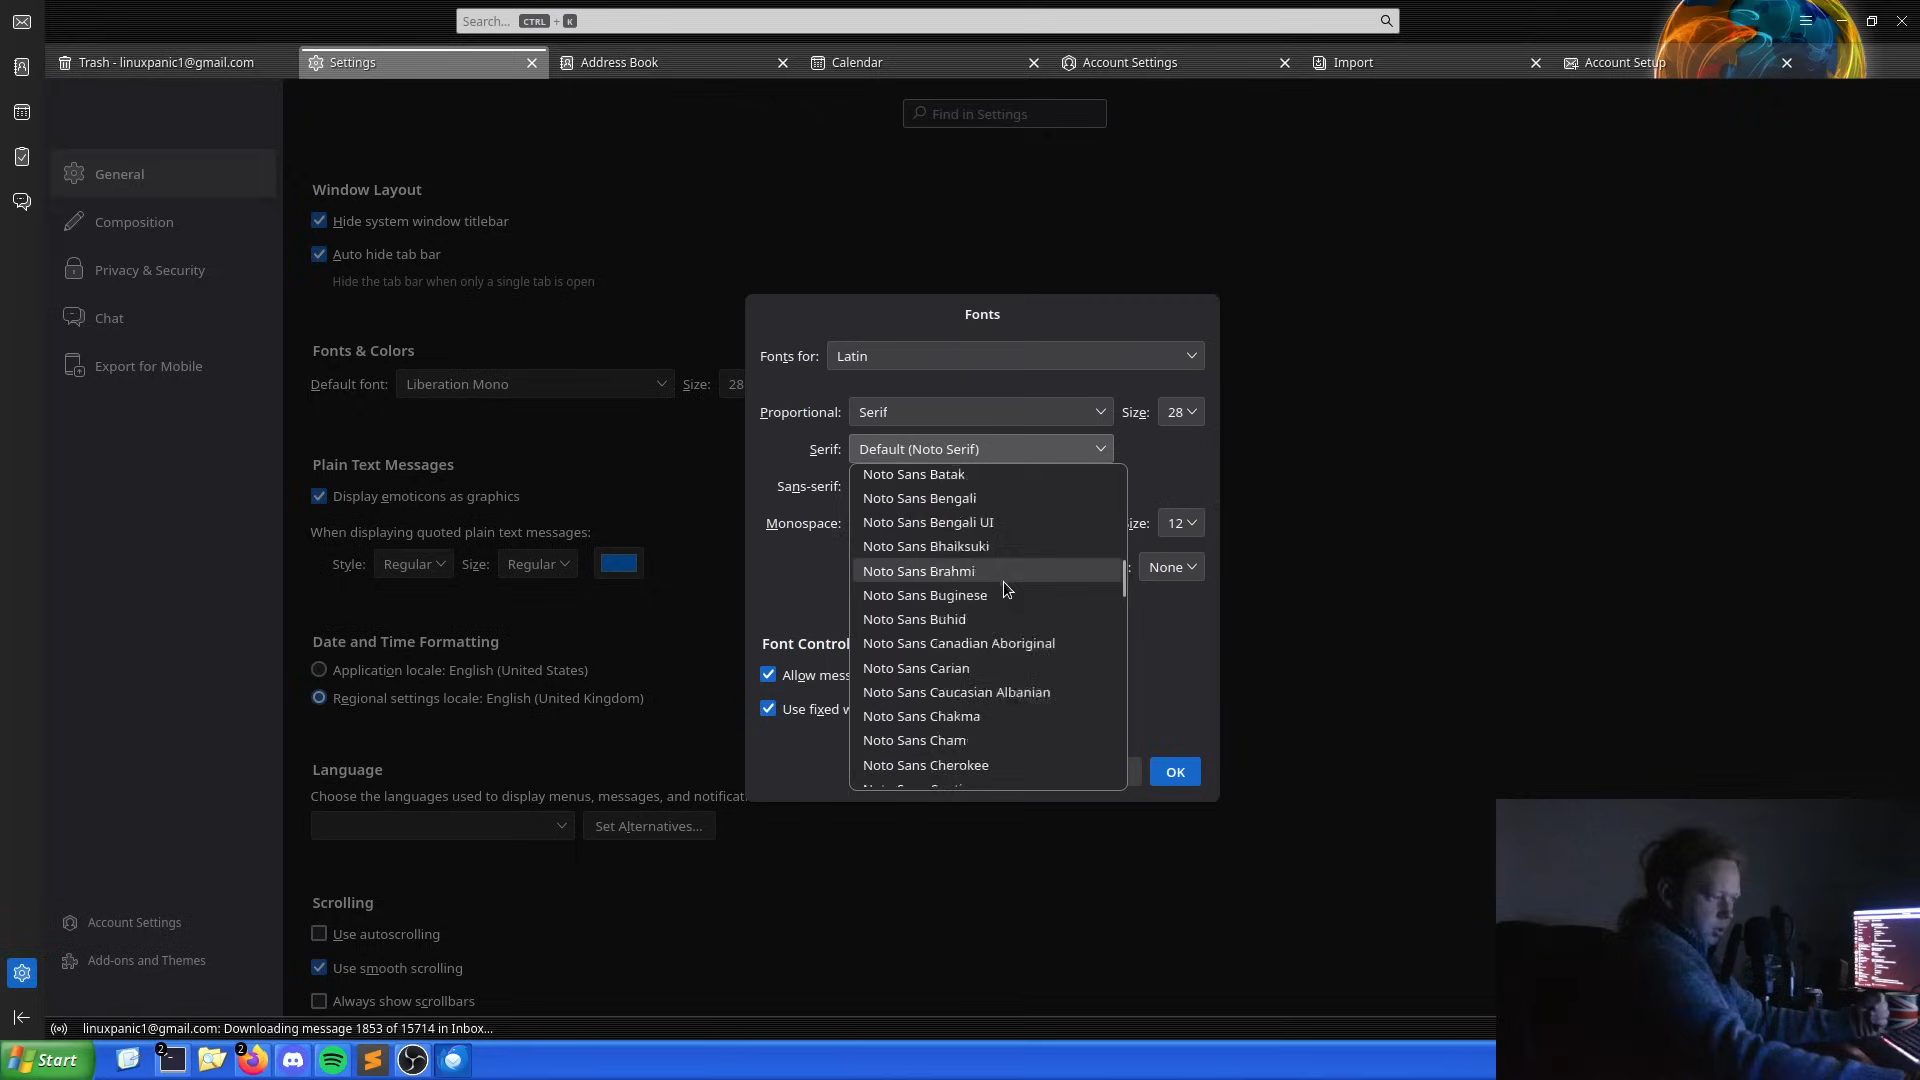 Search... CTRL + K
Trash - linuxpanic1@gmail.com
Settings
Address Book
Calendar
Account Settings
Import
Account Setup
Find in Settings
General
Composition
Privacy & Security
Chat
Export for Mobile
Account Settings
Add-ons and Themes
Window Layout
Hide system window titlebar
Auto hide tab bar
Hide the tab bar when only a single tab is open
Fonts & Colors
Default font: Liberation Mono Size: 28
Plain Text Messages
Display emoticons as graphics
When displaying quoted plain text messages:
Style: Regular Size: Regular
Date and Time Formatting
Application locale: English (United States)
Regional settings locale: English (United Kingdom)
Language
Choose the languages used to display menus, messages, and
Set Alternatives...
Scrolling
Use autoscrolling
Use smooth scrolling
Always show scrollbars
Fonts
Fonts for: Latin
Proportional: Serif Size: 28
Serif: Default (Noto Serif)
Sans-serif:
Monospace: 12
None
Noto Sans Batak
Noto Sans Bengali
Noto Sans Bengali UI
Noto Sans Bhaiksuki
Noto Sans Brahmi
Noto Sans Buginese
Noto Sans Buhid
Noto Sans Canadian Aboriginal
Noto Sans Carian
Noto Sans Caucasian Albanian
Noto Sans Chakma
Noto Sans Cham
Noto Sans Cherokee
Font Control
Allow mess
Use fixed w
OK
linuxpanic1@gmail.com: Downloading message 1853 of 15714 in Inbox...
Start
2
2